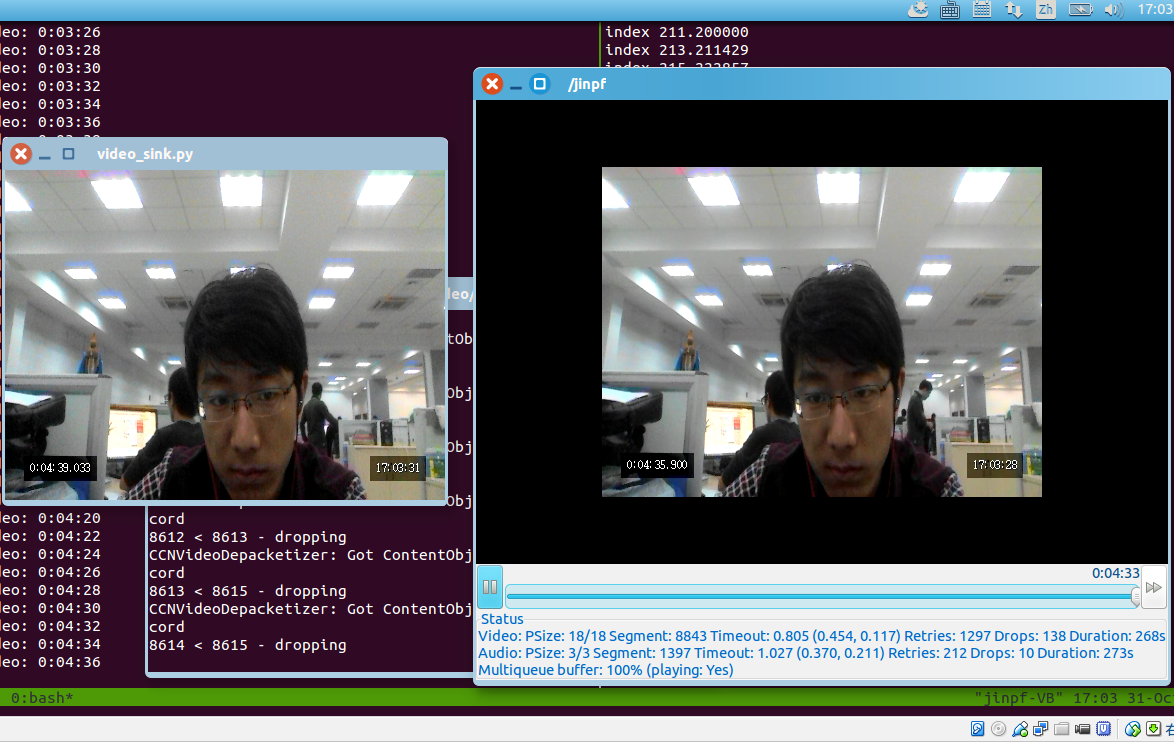 Zh
17:03
deo: 0:03:26
deo: 0:03:28
deo: 0:03:30
deo: 0:03:32
deo: 0:03:34
deo: 0:03:36
index 211.200000
index 213.211429
/jinpf
video_sink.py
0:04:39.033
17:03:31
0:04:35.900
17:03:28
deo/
tOb
Obj
Obj
Obj
deo: 0:04:20
deo: 0:04:22
deo: 0:04:24
deo: 0:04:26
deo: 0:04:28
deo: 0:04:30
deo: 0:04:32
deo: 0:04:34
deo: 0:04:36
cord
8612 < 8613 - dropping
CCNVideoDepacketizer: Got ContentObj
cord
8613 < 8615 - dropping
CCNVideoDepacketizer: Got ContentObj
cord
8614 < 8615 - dropping
0:04:33
Status
Video: PSize: 18/18 Segment: 8843 Timeout: 0.805 (0.454, 0.117) Retries: 1297 Drops: 138 Duration: 268s
Audio: PSize: 3/3 Segment: 1397 Timeout: 1.027 (0.370, 0.211) Retries: 212 Drops: 10 Duration: 273s
Multiqueue buffer: 100% (playing: Yes)
0:bash*
"jinpf-VB" 17:03 31-Oc
右